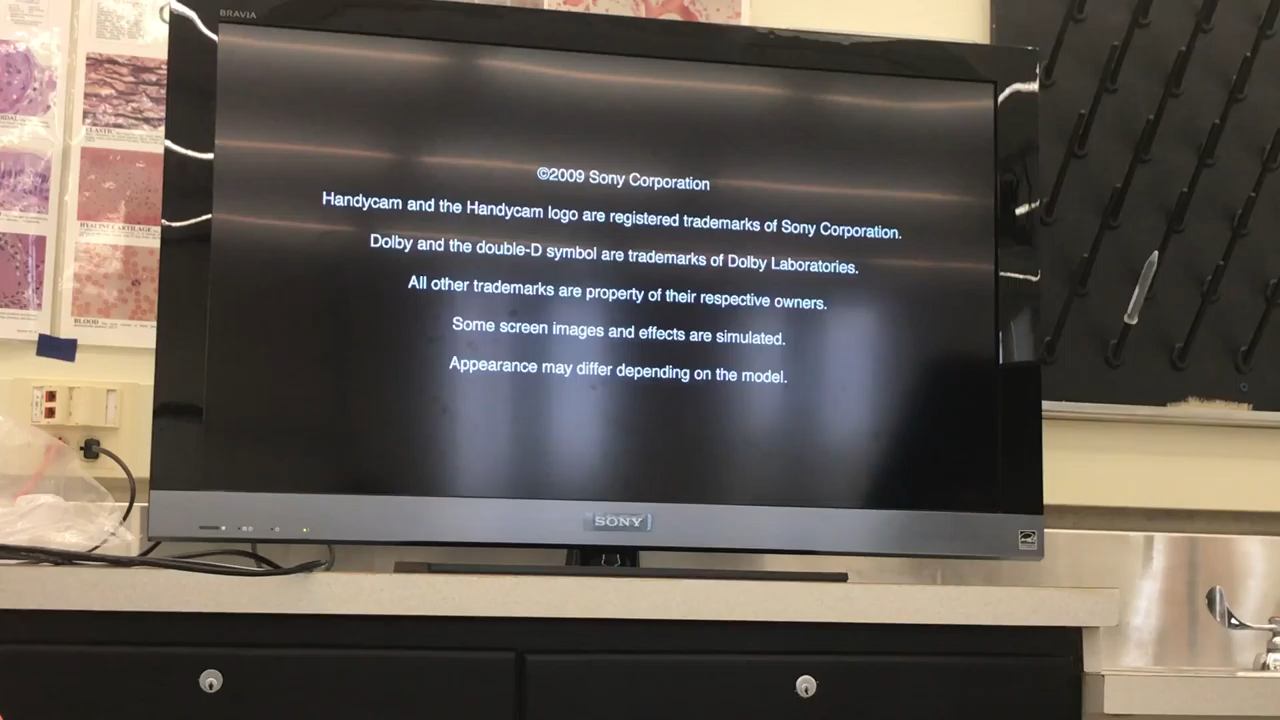 BRAVIA
©2009 Sony Corporation
Handycam and the Handycam logo are registered trademarks of Sony Corporation.
Dolby and the double-D symbol are trademarks of Dolby Laboratories.
All other trademarks are property of their respective owners.
Some screen images and effects are simulated.
Appearance may differ depending on the model.
SONY
ELASTIC
HYALINE CARTILAGE
BLOOD